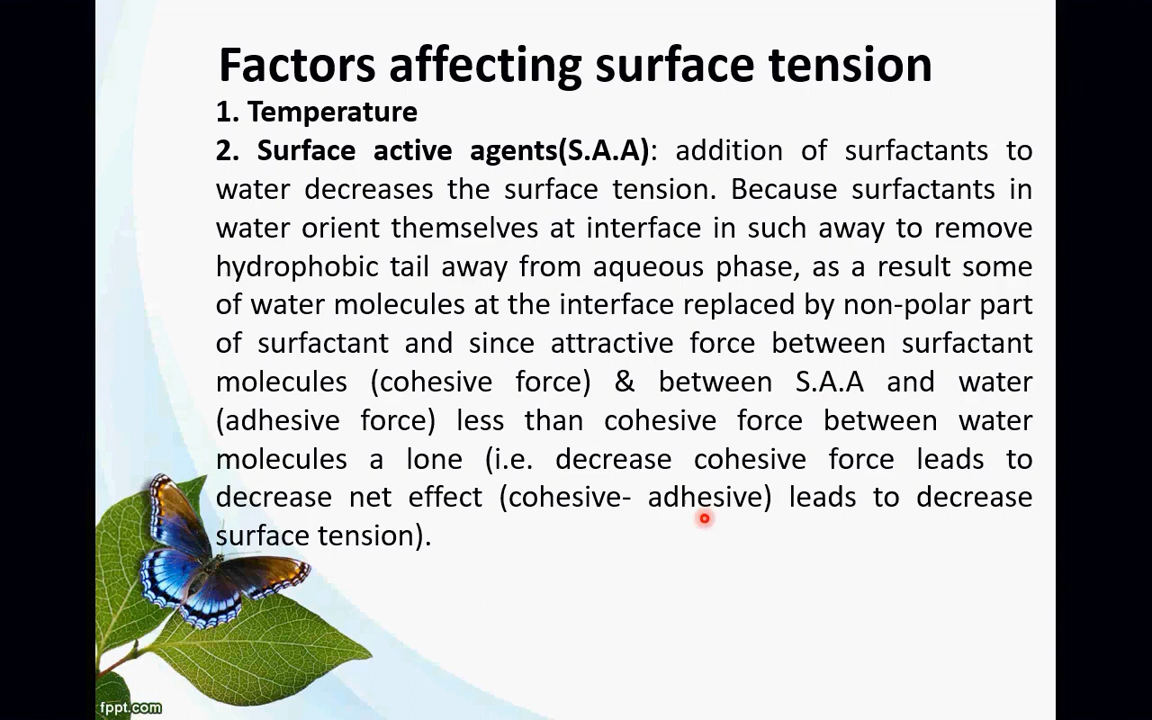 Factors affecting surface tension
1. Temperature
2. Surface active agents(S.A.A): addition of surfactants to
water decreases the surface tension. Because surfactants in
water orient themselves at interface in such away to remove
hydrophobic tail away from aqueous phase, as a result some
of water molecules at the interface replaced by non-polar part
of surfactant and since attractive force between surfactant
molecules (cohesive force) & between S.A.A and water
(adhesive force) less than cohesive force between water
molecules a lone (i.e. decrease cohesive force leads to
decrease net effect (cohesive- adhesive) leads to decrease
surface tension).
fppt.com